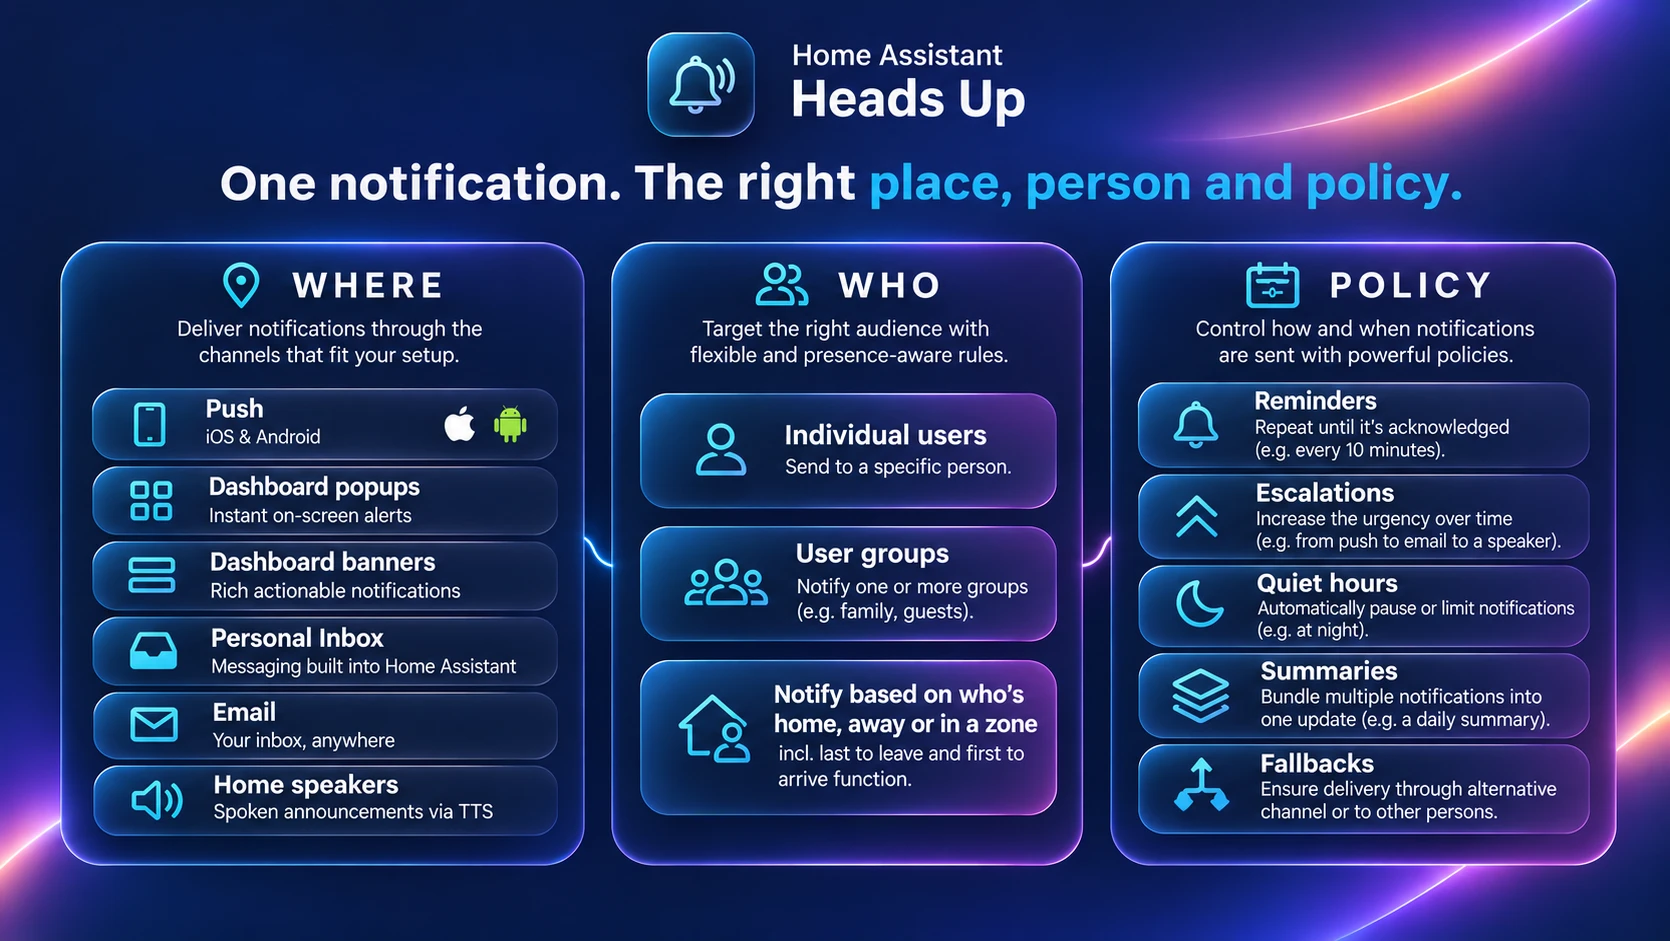 Home Assistant
Heads Up
One notification. The right place, person and policy.
WHERE
Deliver notifications through the
channels that fit your setup.
Push
iOS & Android
Dashboard popups
Instant on-screen alerts
Dashboard banners
Rich actionable notifications
Personal Inbox
Messaging built into Home Assistant
Email
Your inbox, anywhere
Home speakers
Spoken announcements via TTS
WHO
Target the right audience with
flexible and presence-aware rules.
Individual users
Send to a specific person.
User groups
Notify one or more groups
(e.g. family, guests).
Notify based on who's
home, away or in a zone
incl. last to leave and first to
arrive function.
POLICY
Control how and when notifications
are sent with powerful policies.
Reminders
Repeat until it's acknowledged
(e.g. every 10 minutes).
Escalations
Increase the urgency over time
(e.g. from push to email to a speaker).
Quiet hours
Automatically pause or limit notifications
(e.g. at night).
Summaries
Bundle multiple notifications into
one update (e.g. a daily summary).
Fallbacks
Ensure delivery through alternative
channel or to other persons.